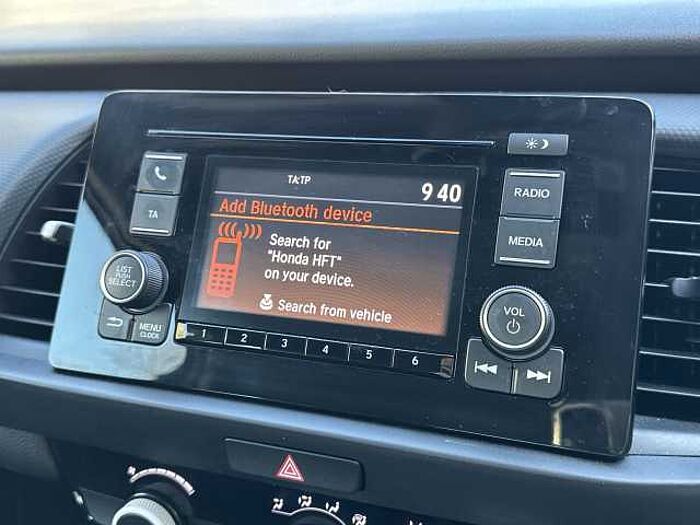 TA:TP
9 40
Add Bluetooth device
Search for
"Honda HFT"
on your device.
Search from vehicle
TA
LIST
PUSH
SELECT
MENU
CLOCK
1 2 3 4 5 6
RADIO
MEDIA
VOL